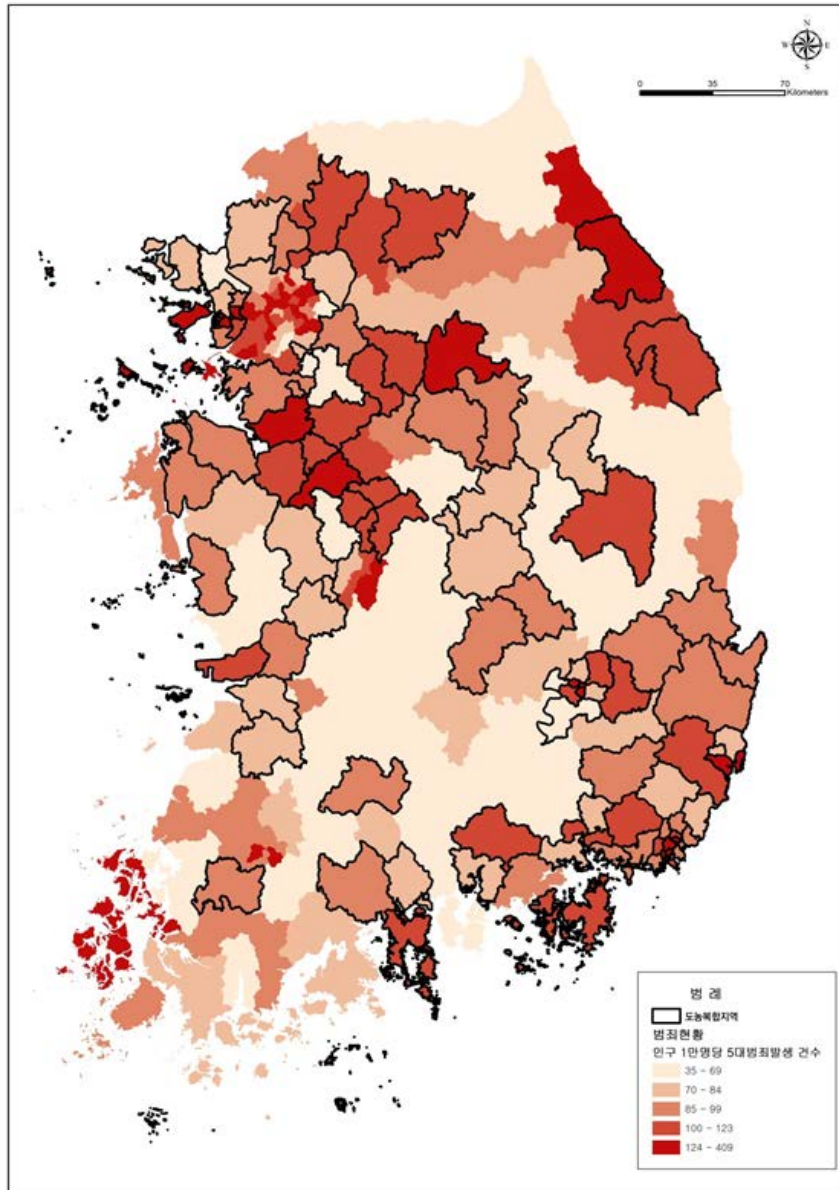 N
W E
S
0 35 70
Kilometers
범 례
도농복합지역
범죄현황
인구 1만명당 5대범죄발생 건수
35 - 69
70 - 84
85 - 99
100 - 123
124 - 409